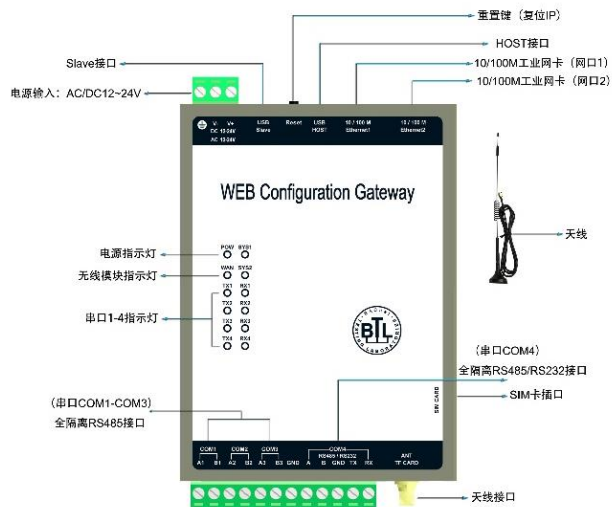 重置键（复位IP）
HOST接口
Slave接口
10/100M工业网卡（网口1）
10/100M工业网卡（网口2）
电源输入：AC/DC12~24V
V- V+
DC 12-24V
AC 12-24V
USB
Slave
Reset
USB
HOST
10 / 100 M
Ethernet1
10 / 100 M
Ethernet2
WEB Configuration Gateway
天线
电源指示灯
POW SYS1
无线模块指示灯
WAN SYS2
串口1-4指示灯
TX1 RX1
TX2 RX2
TX3 RX3
TX4 RX4
BTL
（串口COM4）
全隔离RS485/RS232接口
SIM CARD
SIM卡插口
（串口COM1-COM3）
全隔离RS485接口
COM1 COM2 COM3 COM4
RS485 / RS232
A1 B1 A2 B2 A3 B3 GND A B GND TX RX
ANT
TF CARD
天线接口